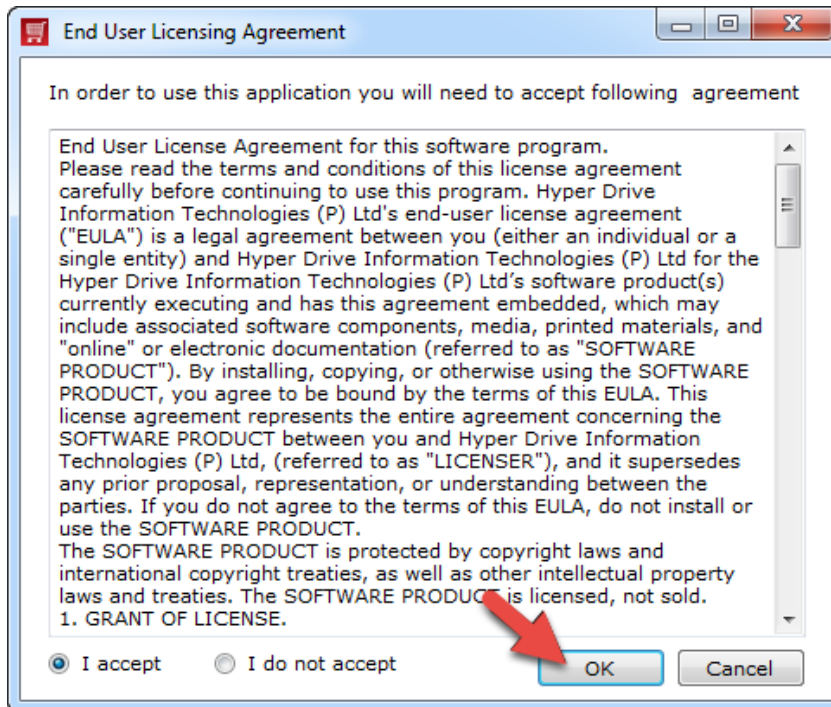 End User Licensing Agreement
In order to use this application you will need to accept following  agreement
End User License Agreement for this software program.
Please read the terms and conditions of this license agreement
carefully before continuing to use this program. Hyper Drive
Information Technologies (P) Ltd's end-user license agreement
("EULA") is a legal agreement between you (either an individual or a
single entity) and Hyper Drive Information Technologies (P) Ltd for the
Hyper Drive Information Technologies (P) Ltd’s software product(s)
currently executing and has this agreement embedded, which may
include associated software components, media, printed materials, and
"online" or electronic documentation (referred to as "SOFTWARE
PRODUCT"). By installing, copying, or otherwise using the SOFTWARE
PRODUCT, you agree to be bound by the terms of this EULA. This
license agreement represents the entire agreement concerning the
SOFTWARE PRODUCT between you and Hyper Drive Information
Technologies (P) Ltd, (referred to as "LICENSER"), and it supersedes
any prior proposal, representation, or understanding between the
parties. If you do not agree to the terms of this EULA, do not install or
use the SOFTWARE PRODUCT.
The SOFTWARE PRODUCT is protected by copyright laws and
international copyright treaties, as well as other intellectual property
laws and treaties. The SOFTWARE PRODUCT is licensed, not sold.
1. GRANT OF LICENSE.
I accept I do not accept OK Cancel